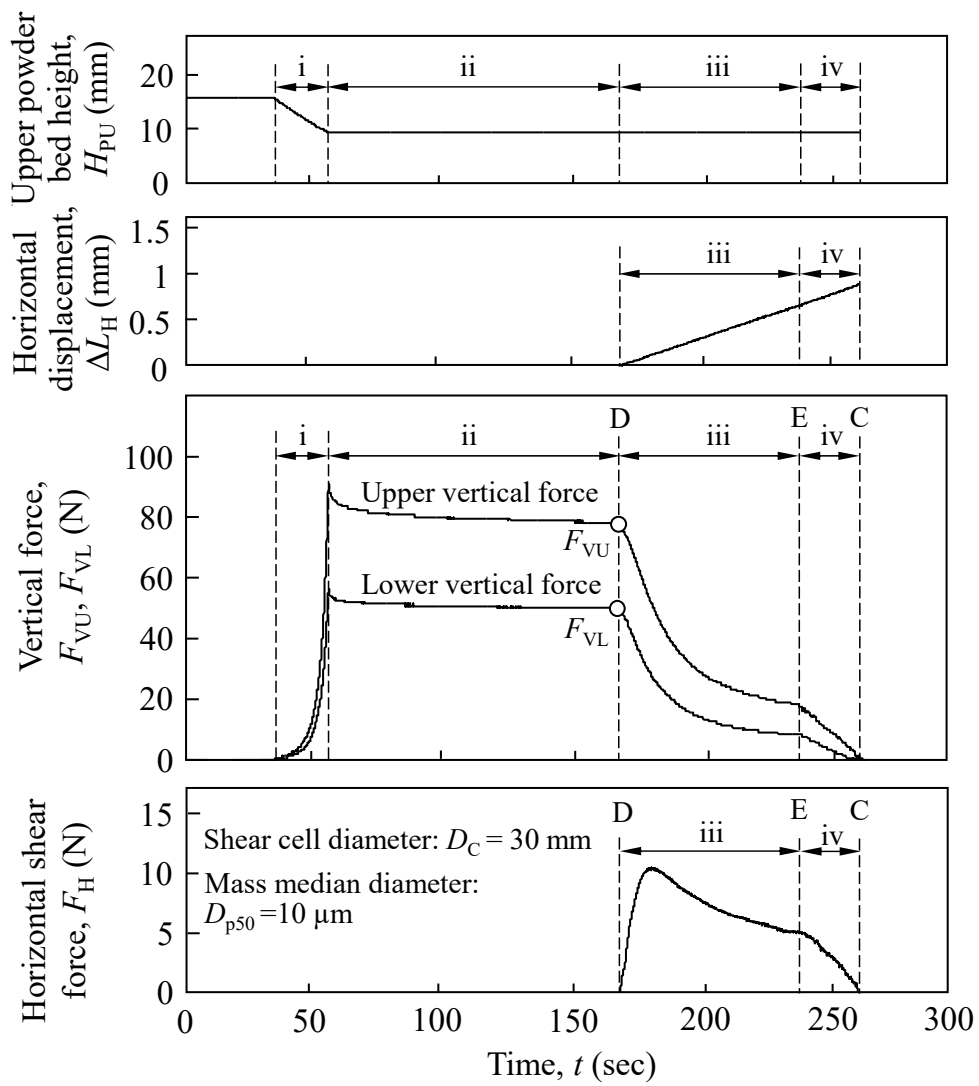 Upper powder
bed height,
H_PU (mm)
20
10
0
i
ii
iii
iv
Horizontal
displacement,
ΔL_H (mm)
1.5
1
0.5
0
iii
iv
Vertical force,
F_VU, F_VL (N)
100
80
60
40
20
0
D
E
C
i
ii
iii
iv
Upper vertical force
F_VU
Lower vertical force
F_VL
Horizontal shear
force, F_H (N)
15
10
5
0
D
E
C
iii
iv
Shear cell diameter: D_C = 30 mm
Mass median diameter:
D_p50 =10 µm
0
50
100
150
200
250
300
Time, t (sec)